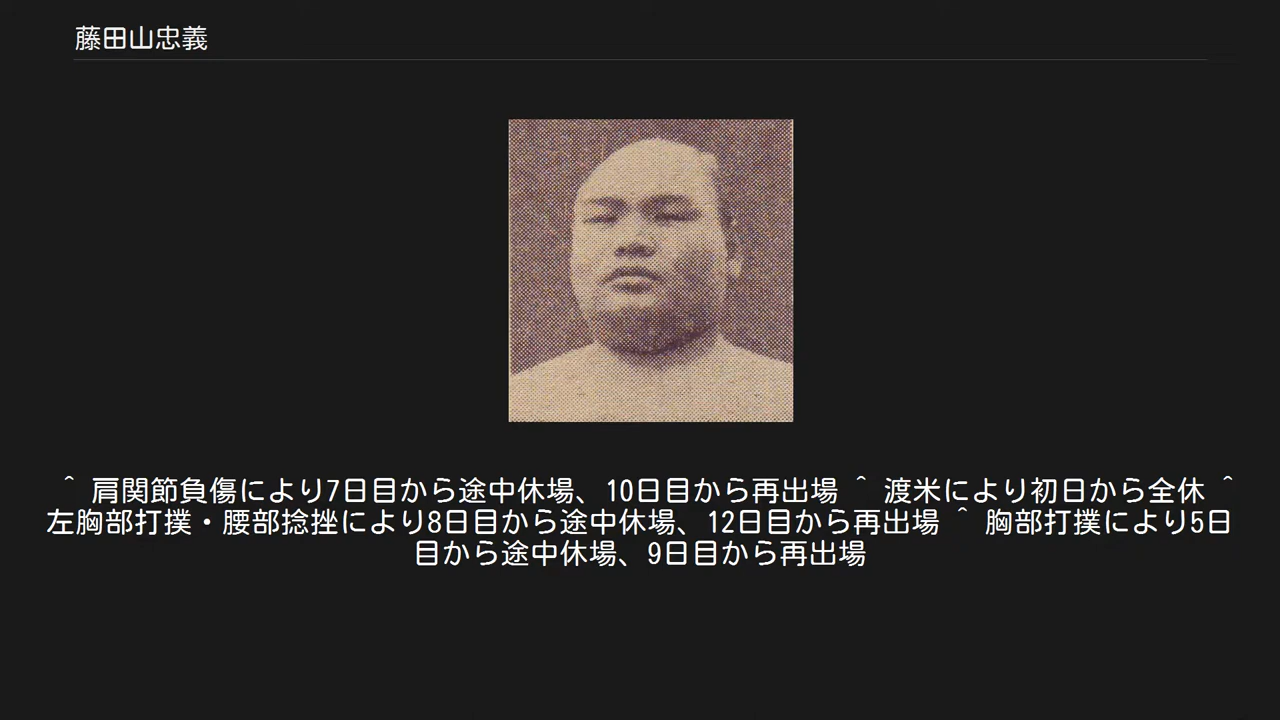 藤田山忠義
^ 肩関節負傷により7日目から途中休場、10日目から再出場 ^ 渡米により初日から全休 ^
左胸部打撲・腰部捻挫により8日目から途中休場、12日目から再出場 ^ 胸部打撲により5日
目から途中休場、9日目から再出場